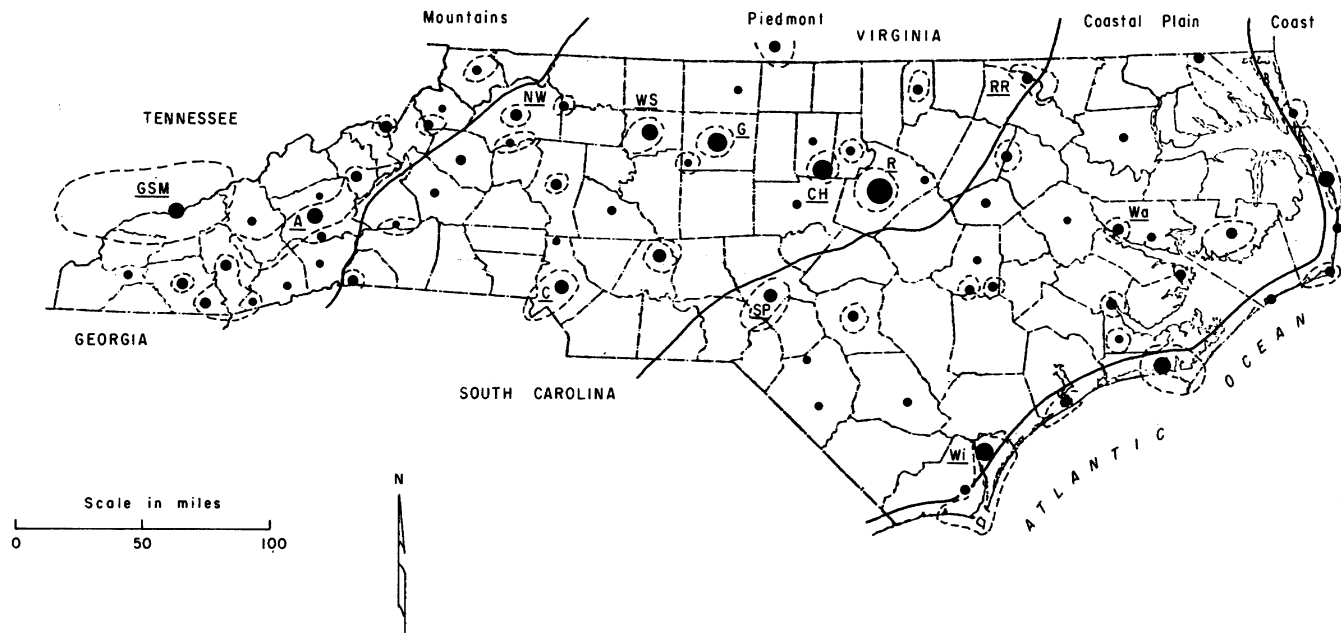 Mountains
Piedmont
Coastal Plain
Coast
VIRGINIA
TENNESSEE
NW
WS
G
RR
GSM
A
CH
R
Wa
C
SP
GEORGIA
SOUTH CAROLINA
Wi
ATLANTIC OCEAN
Scale in miles
0 50 100
N